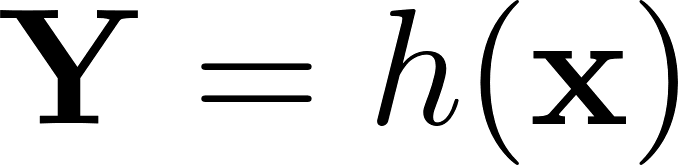 𝐘 = ℎ(𝐱)